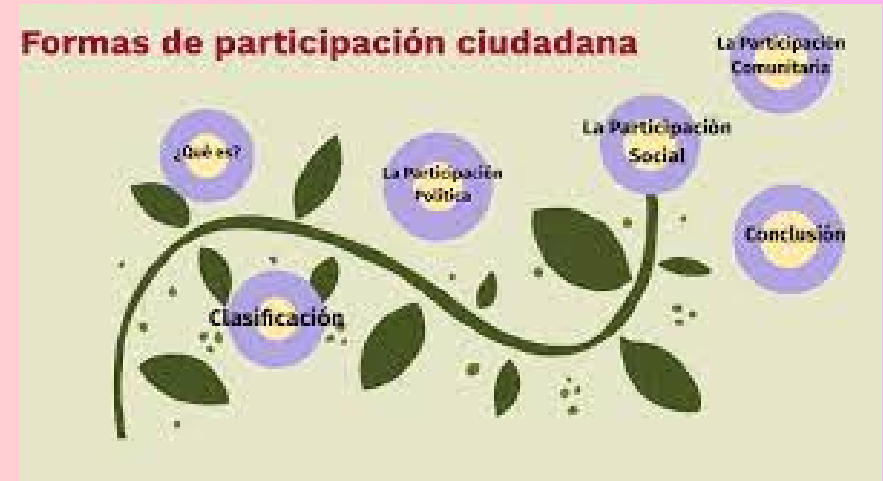 Formas de participación ciudadana
La Participación
Comunitaria
La Participación
Social
¿Qué es?
La Participación
Política
Conclusión
Clasificación